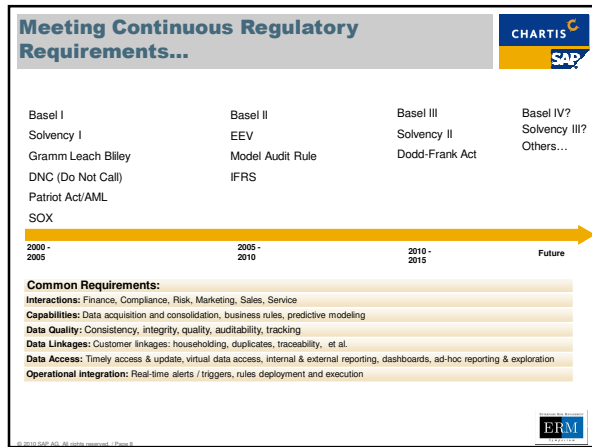 Meeting Continuous Regulatory
Requirements...
CHARTIS
SAP
Basel I
Solvency I
Gramm Leach Bliley
DNC (Do Not Call)
Patriot Act/AML
SOX
Basel II
EEV
Model Audit Rule
IFRS
Basel III
Solvency II
Dodd-Frank Act
Basel IV?
Solvency III?
Others…
2000 -
2005
2005 -
2010
2010 -
2015
Future
Common Requirements:
Interactions: Finance, Compliance, Risk, Marketing, Sales, Service
Capabilities: Data acquisition and consolidation, business rules, predictive modeling
Data Quality: Consistency, integrity, quality, auditability, tracking
Data Linkages: Customer linkages: householding, duplicates, traceability, et al.
Data Access: Timely access & update, virtual data access, internal & external reporting, dashboards, ad-hoc reporting & exploration
Operational integration: Real-time alerts / triggers, rules deployment and execution
© 2010 SAP AG. All rights reserved. / Page 8
ERM